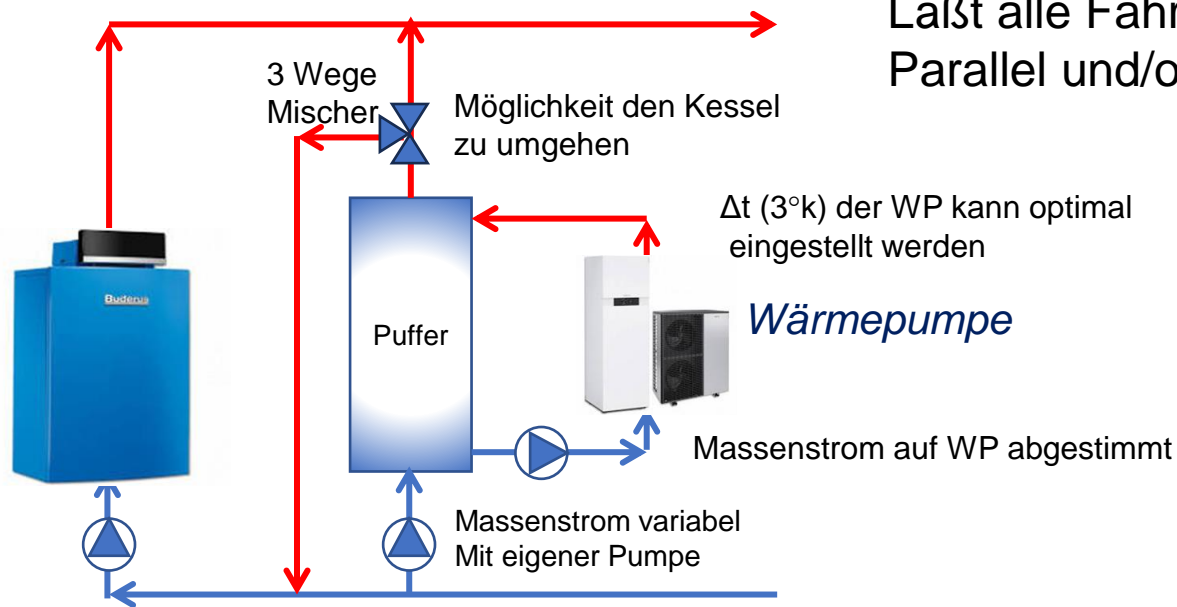 Läßt alle Fahr
Parallel und/o
3 Wege
Mischer
Möglichkeit den Kessel
zu umgehen
Δt (3°k) der WP kann optimal
eingestellt werden
Buderus
Puffer
Wärmepumpe
Massenstrom auf WP abgestimmt
Massenstrom variabel
Mit eigener Pumpe